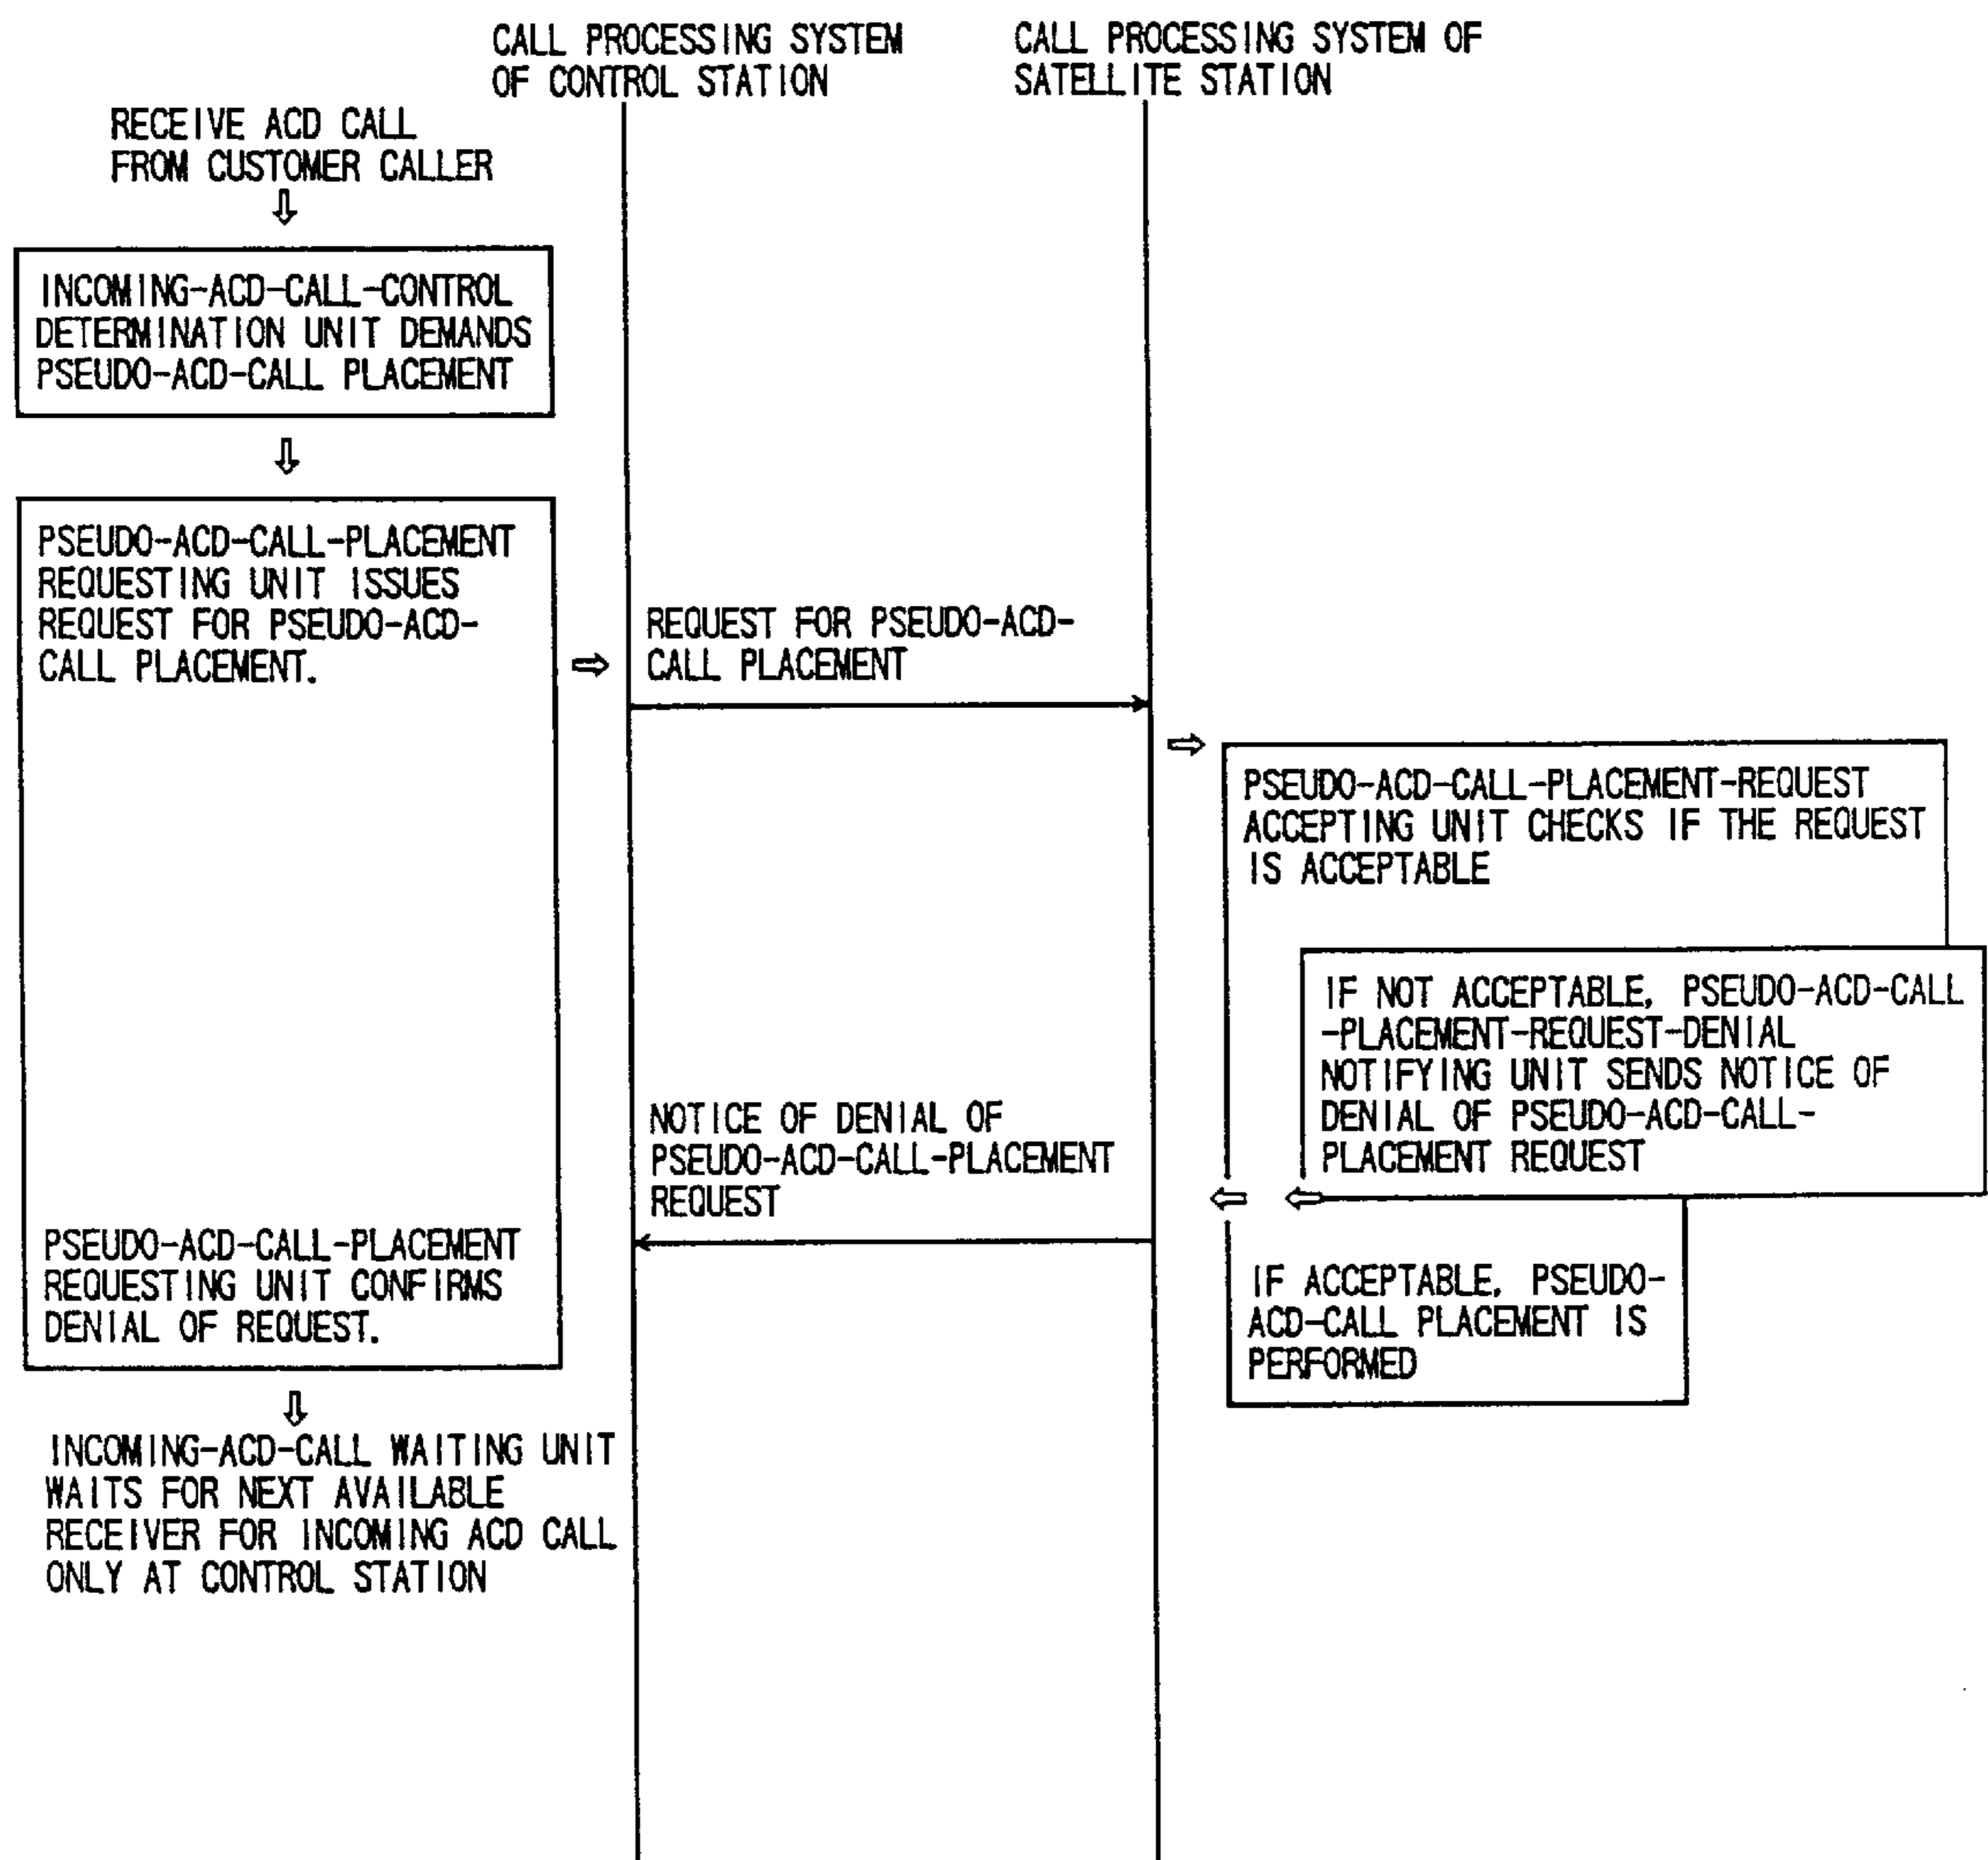 CALL PROCESSING SYSTEM
OF CONTROL STATION
CALL PROCESSING SYSTEM OF
SATELLITE STATION
RECEIVE ACD CALL
FROM CUSTOMER CALLER
INCOMING-ACD-CALL-CONTROL
DETERMINATION UNIT DEMANDS
PSEUDO-ACD-CALL PLACEMENT
PSEUDO-ACD-CALL-PLACEMENT
REQUESTING UNIT ISSUES
REQUEST FOR PSEUDO-ACD-
CALL PLACEMENT.
REQUEST FOR PSEUDO-ACD-
CALL PLACEMENT
PSEUDO-ACD-CALL-PLACEMENT-REQUEST
ACCEPTING UNIT CHECKS IF THE REQUEST
IS ACCEPTABLE
IF NOT ACCEPTABLE, PSEUDO-ACD-CALL
-PLACEMENT-REQUEST-DENIAL
NOTIFYING UNIT SENDS NOTICE OF
DENIAL OF PSEUDO-ACD-CALL-
PLACEMENT REQUEST
NOTICE OF DENIAL OF
PSEUDO-ACD-CALL-PLACEMENT
REQUEST
PSEUDO-ACD-CALL-PLACEMENT
REQUESTING UNIT CONFIRMS
DENIAL OF REQUEST.
IF ACCEPTABLE, PSEUDO-
ACD-CALL PLACEMENT IS
PERFORMED
INCOMING-ACD-CALL WAITING UNIT
WAITS FOR NEXT AVAILABLE
RECEIVER FOR INCOMING ACD CALL
ONLY AT CONTROL STATION